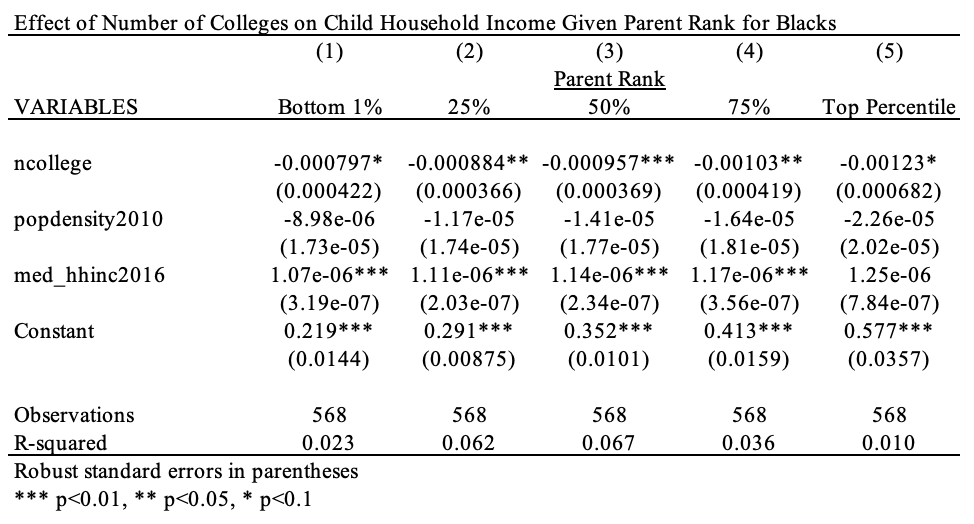 Effect of Number of Colleges on Child Household Income Given Parent Rank for Blacks
(1) (2) (3) (4) (5)
Parent Rank
VARIABLES Bottom 1% 25% 50% 75% Top Percentile
ncollege -0.000797* -0.000884** -0.000957*** -0.00103** -0.00123*
(0.000422) (0.000366) (0.000369) (0.000419) (0.000682)
popdensity2010 -8.98e-06 -1.17e-05 -1.41e-05 -1.64e-05 -2.26e-05
(1.73e-05) (1.74e-05) (1.77e-05) (1.81e-05) (2.02e-05)
med_hhinc2016 1.07e-06*** 1.11e-06*** 1.14e-06*** 1.17e-06*** 1.25e-06
(3.19e-07) (2.03e-07) (2.34e-07) (3.56e-07) (7.84e-07)
Constant 0.219*** 0.291*** 0.352*** 0.413*** 0.577***
(0.0144) (0.00875) (0.0101) (0.0159) (0.0357)
Observations 568 568 568 568 568
R-squared 0.023 0.062 0.067 0.036 0.010
Robust standard errors in parentheses
*** p<0.01, ** p<0.05, * p<0.1